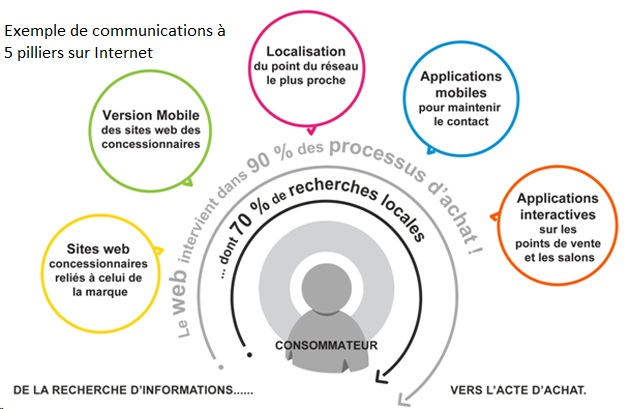 Exemple de communications à
5 pilliers sur Internet
Localisation
du point du réseau
le plus proche
Applications
mobiles
pour maintenir
le contact
Version Mobile
des sites web des
concessionnaires
Applications
interactives
sur les
points de vente
et les salons
Sites web
concessionnaires
reliés à celui de
la marque
Le web intervient dans 90 % des processus d'achat !
... dont 70 % de recherches locales
CONSOMMATEUR
DE LA RECHERCHE D'INFORMATIONS......
VERS L'ACTE D'ACHAT.